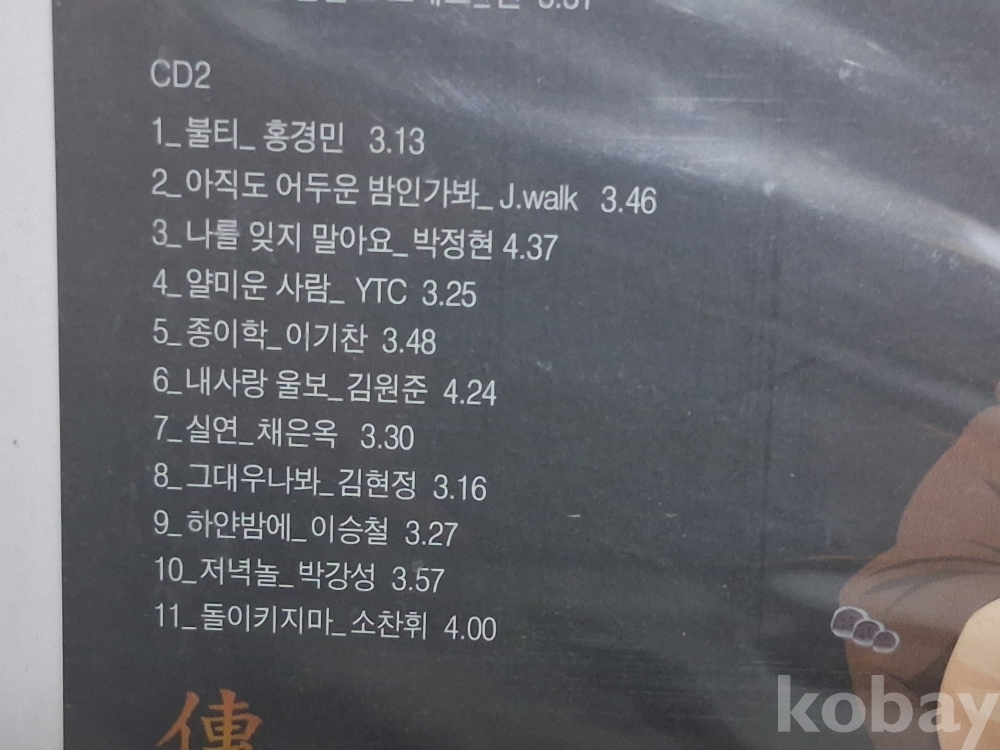 3.57
CD2
1_불티_ 홍경민 3.13
2_아직도 어두운 밤인가봐_ J.walk 3.46
3_나를 잊지 말아요_박정현 4.37
4_얄미운 사람_ YTC 3.25
5_종이학_이기찬 3.48
6_내사랑 울보_김원준 4.24
7_실연_채은옥 3.30
8_그대우나봐_김현정 3.16
9_하얀밤에_이승철 3.27
10_저녁놀_박강성 3.57
11_돌이키지마_소찬휘 4.00
傳
kobay